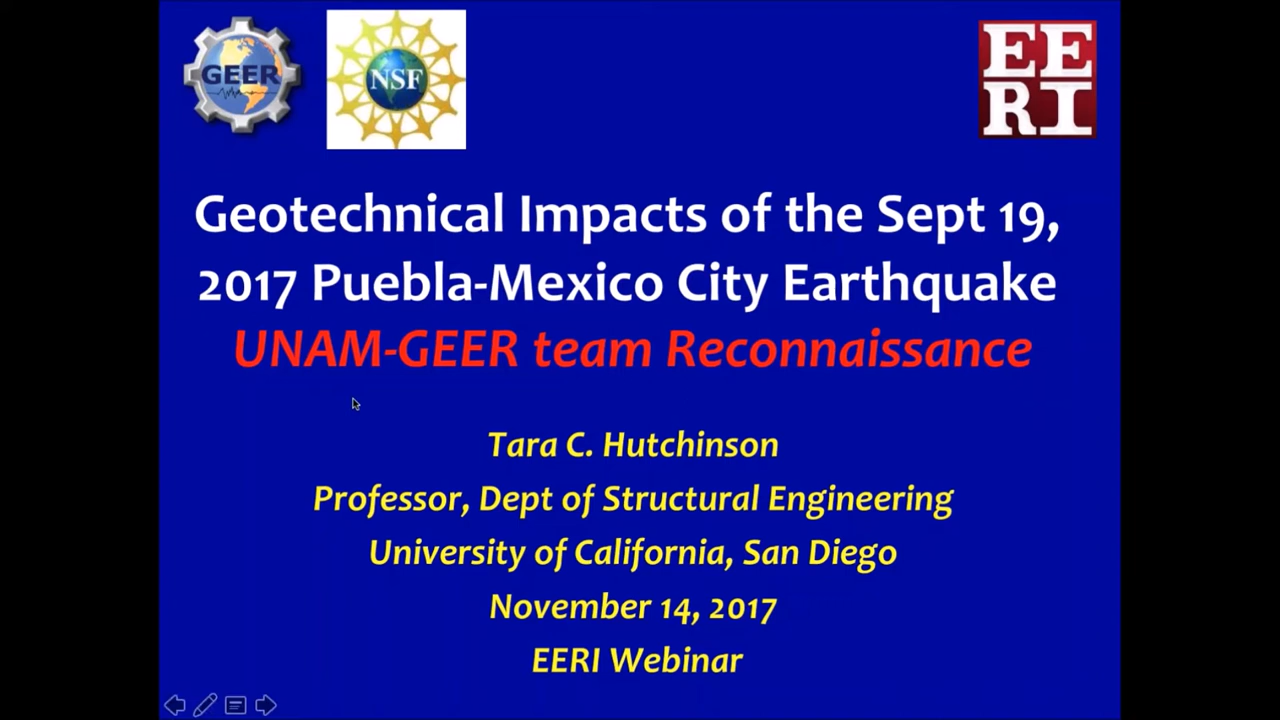 GEER
NSF
EE
RI
Geotechnical Impacts of the Sept 19,
2017 Puebla-Mexico City Earthquake
UNAM-GEER team Reconnaissance
Tara C. Hutchinson
Professor, Dept of Structural Engineering
University of California, San Diego
November 14, 2017
EERI Webinar